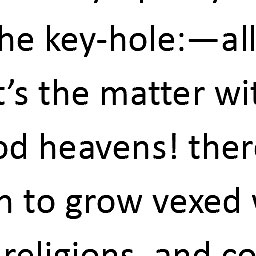 he key-hole:—all
t’s the matter wit
od heavens! there
n to grow vexed
religions, and co